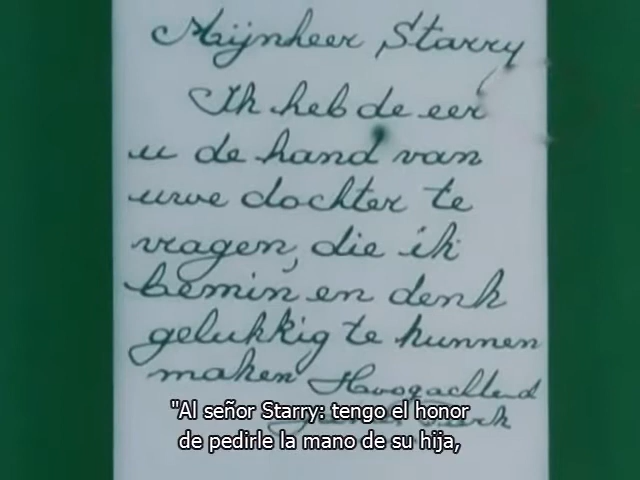 Mijnheer Starry
Ik heb de eer
u de hand van
uwe dochter te
vragen, die ik
bemin en denk
gelukkig te kunnen
maken Hoogachtend
"Al señor Starry: tengo el honor
de pedirle la mano de su hija,